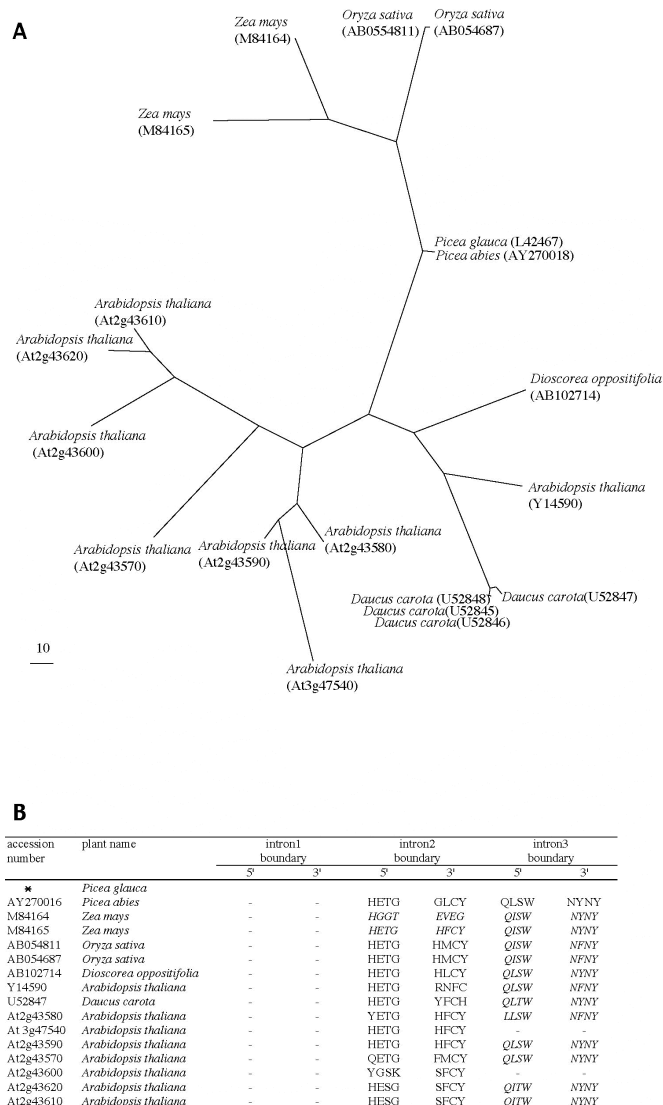 A
Zea mays
(M84164)
Oryza sativa
(AB0554811)
Oryza sativa
(AB054687)
Zea mays
(M84165)
Picea glauca (L42467)
Picea abies (AY270018)
Arabidopsis thaliana
(At2g43610)
Arabidopsis thaliana
(At2g43620)
Dioscorea oppositifolia
(AB102714)
Arabidopsis thaliana
(At2g43600)
Arabidopsis thaliana
(Y14590)
Arabidopsis thaliana
(At2g43570)
Arabidopsis thaliana
(At2g43590)
Arabidopsis thaliana
(At2g43580)
Daucus carota (U52848)
Daucus carota(U52847)
Daucus carota(U52845)
Daucus carota(U52846)
10
Arabidopsis thaliana
(At3g47540)
B
accession number plant name intron1 boundary intron2 boundary intron3 boundary
5' 3' 5' 3' 5' 3'
* Picea glauca
AY270016 Picea abies - - HETG GLCY QLSW NYNY
M84164 Zea mays - - HGGT EVEG QISW NYNY
M84165 Zea mays - - HETG HFCY QISW NYNY
AB054811 Oryza sativa - - HETG HMCY QISW NFNY
AB054687 Oryza sativa - - HETG HMCY QISW NFNY
AB102714 Dioscorea oppositifolia - - HETG HLCY QLSW NYNY
Y14590 Arabidopsis thaliana - - HETG RNFC QLSW NFNY
U52847 Daucus carota - - HETG YFCH QLTW NYNY
At2g43580 Arabidopsis thaliana - - YETG HFCY LLSW NFNY
At 3g47540 Arabidopsis thaliana - - HETG HFCY - -
At2g43590 Arabidopsis thaliana - - HETG HFCY QLSW NYNY
At2g43570 Arabidopsis thaliana - - QETG FMCY QLSW NYNY
At2g43600 Arabidopsis thaliana - - YGSK SFCY - -
At2g43620 Arabidopsis thaliana - - HESG SFCY QITW NYNY
At2g43610 Arabidopsis thaliana - - HESG SFCY QITW NYNY